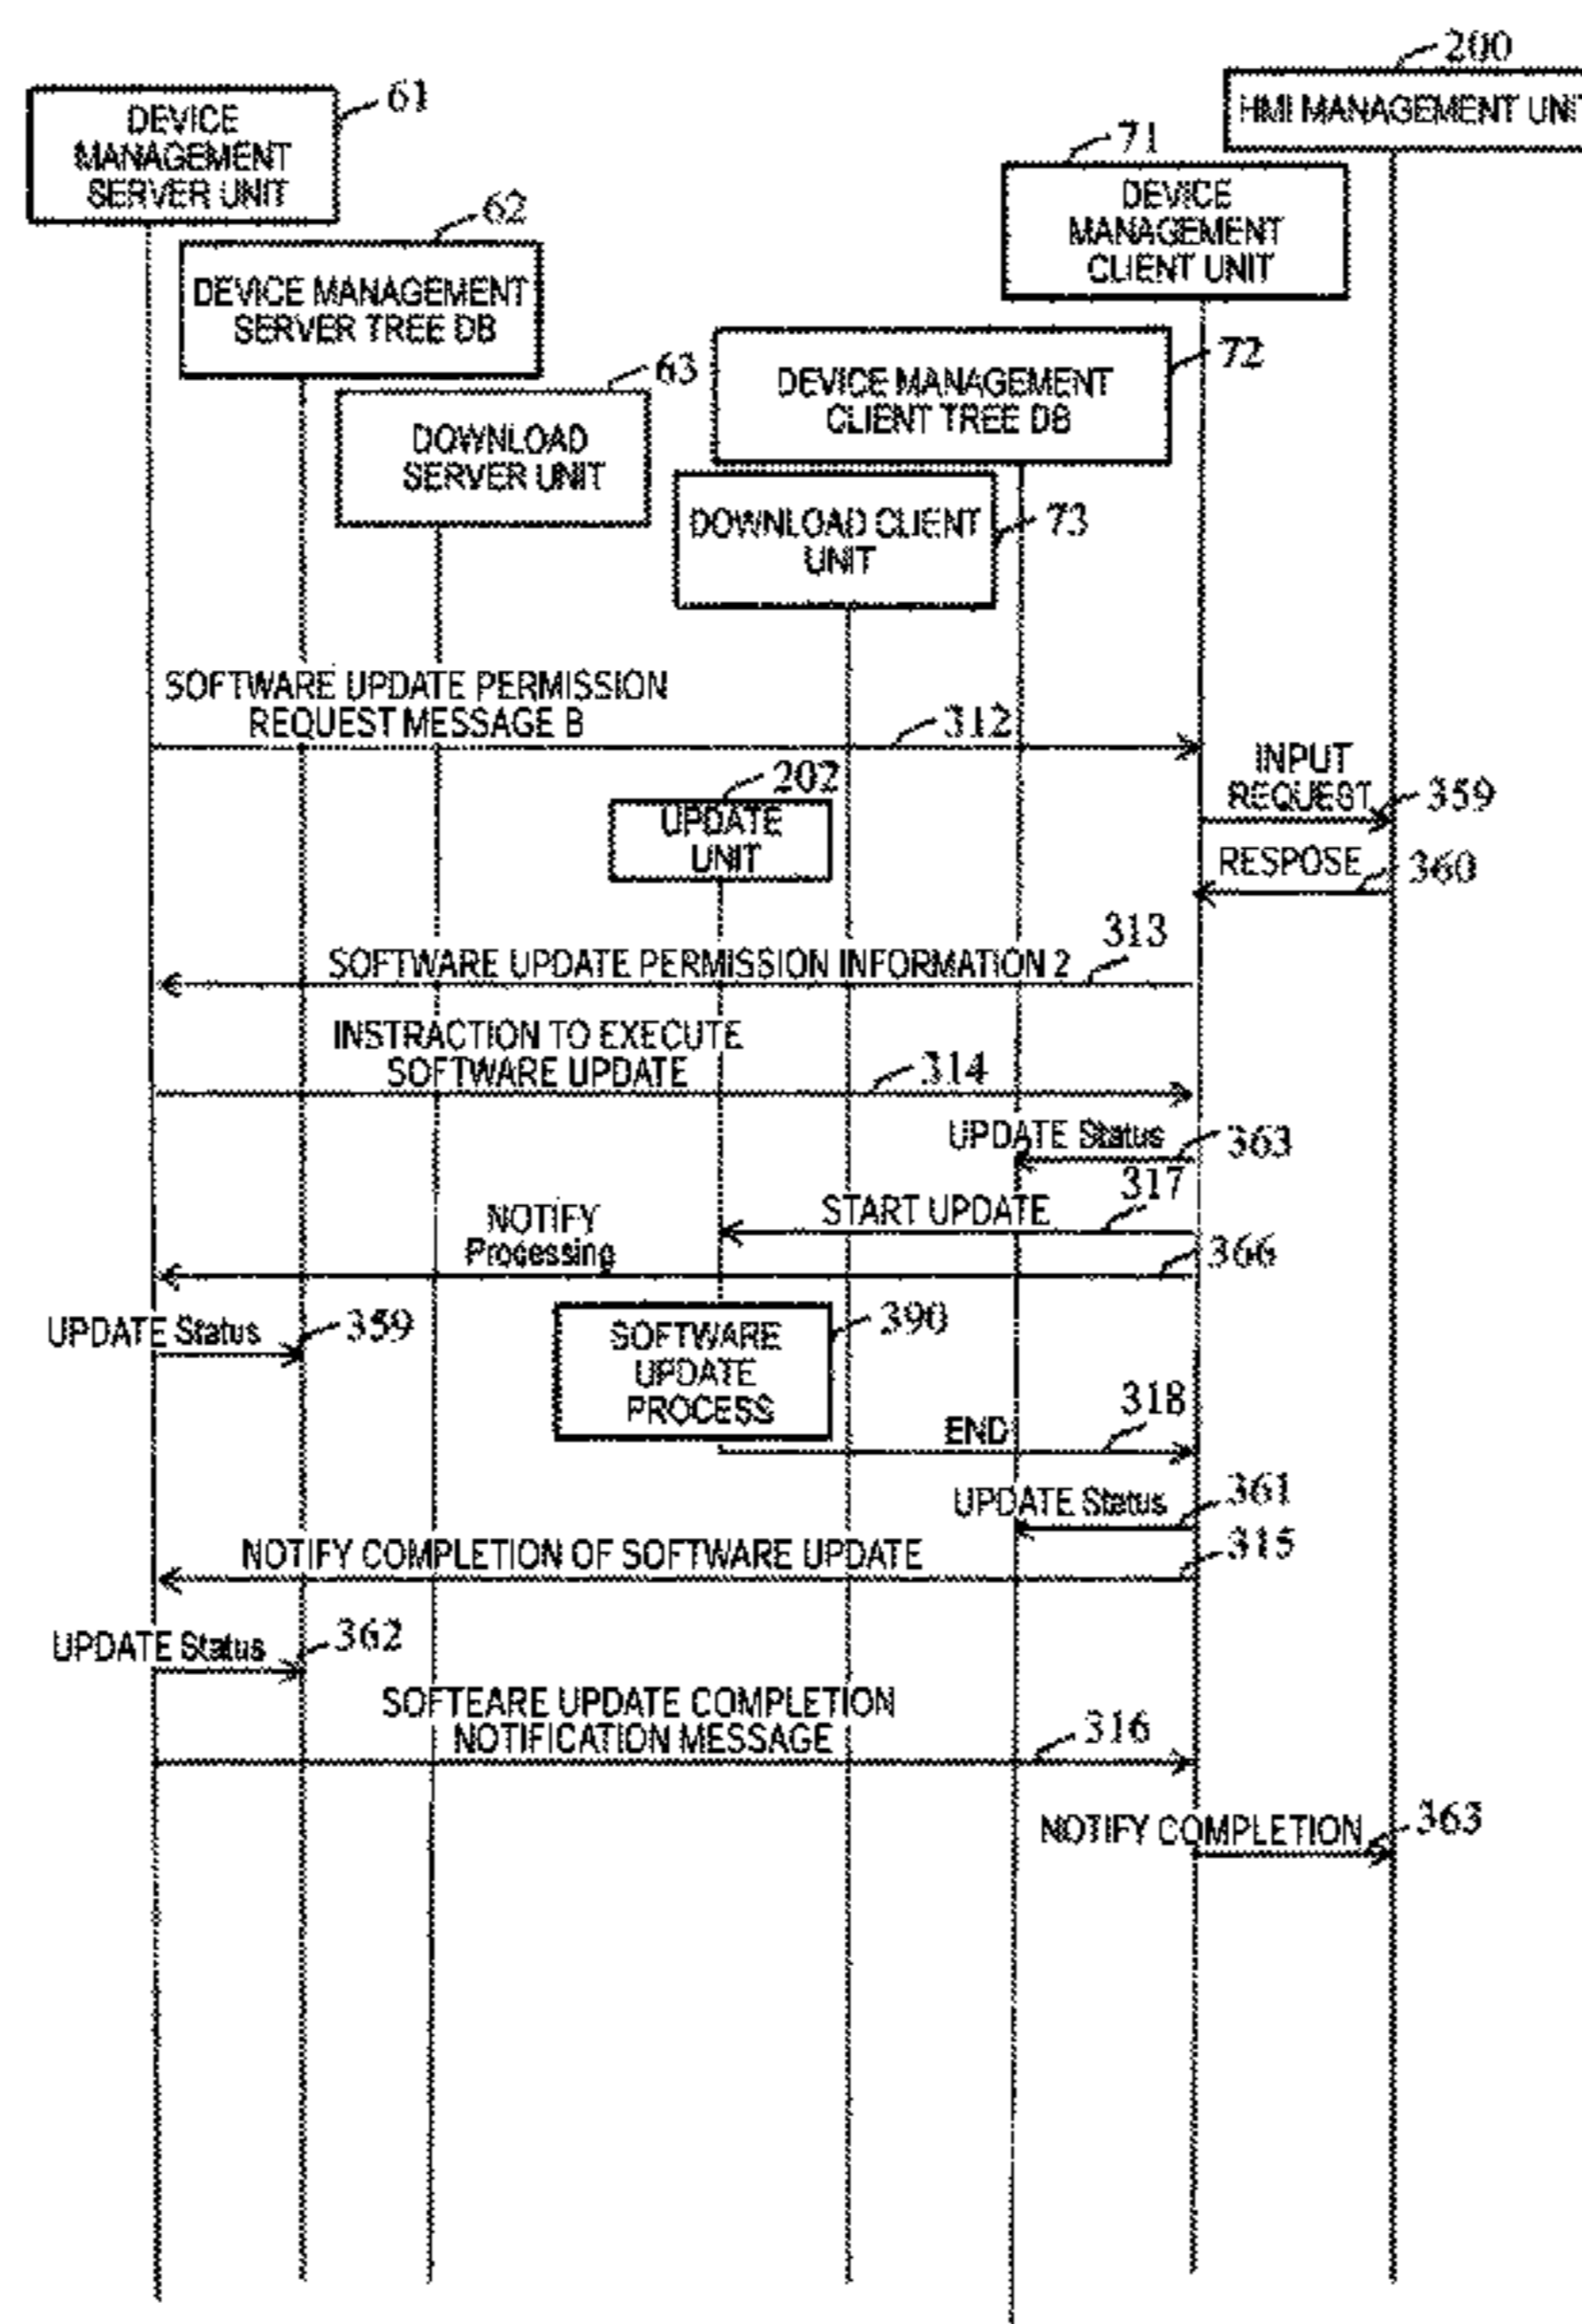 200
HMI MANAGEMENT UNIT
61
DEVICE
MANAGEMENT
SERVER UNIT
71
DEVICE
MANAGEMENT
CLIENT UNIT
62
DEVICE MANAGEMENT
SERVER TREE DB
72
DEVICE MANAGEMENT
CLIENT TREE DB
63
DOWNLOAD
SERVER UNIT
73
DOWNLOAD CLIENT
UNIT
SOFTWARE UPDATE PERMISSION
REQUEST MESSAGE B
312
INPUT
REQUEST
359
202
UPDATE
UNIT
RESPOSE
360
313
SOFTWARE UPDATE PERMISSION INFORMATION 2
INSTRACTION TO EXECUTE
SOFTWARE UPDATE
314
UPDATE Status
363
317
START UPDATE
NOTIFY
Processing
366
UPDATE Status
359
SOFTWARE
UPDATE
PROCESS
390
318
END
UPDATE Status
361
NOTIFY COMPLETION OF SOFTWARE UPDATE
315
UPDATE Status
362
SOFTEARE UPDATE COMPLETION
NOTIFICATION MESSAGE
316
NOTIFY COMPLETION
363